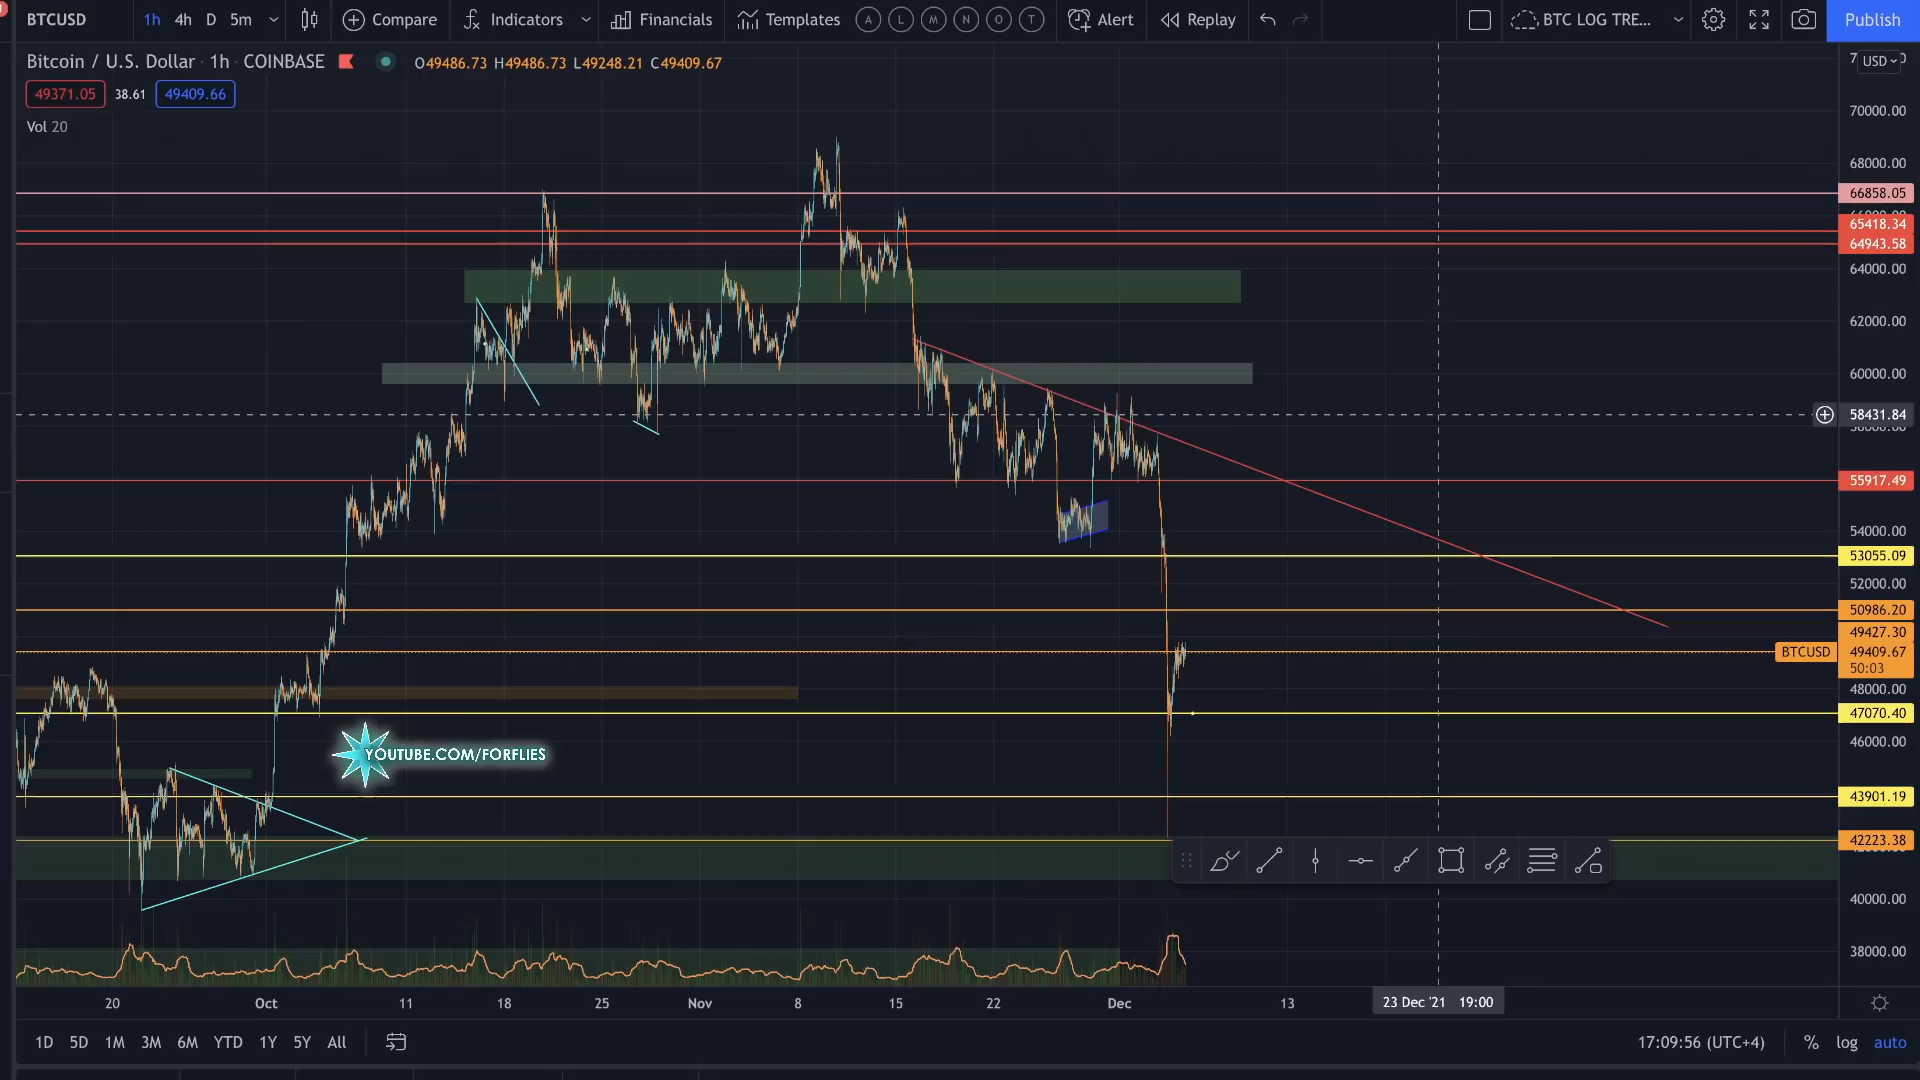 BTCUSD 1h 4h D 5m Compare Indicators Financials Templates A L M N O T Alert Replay BTC LOG TRE... Publish
Bitcoin / U.S. Dollar · 1h · COINBASE O49486.73 H49486.73 L49248.21 C49409.67
USD
49371.05 38.61 49409.66
Vol 20
70000.00
68000.00
66858.05
65418.34
64943.58
64000.00
62000.00
60000.00
58431.84
55917.49
54000.00
53055.09
52000.00
50986.20
49427.30
BTCUSD 49409.67
50:03
48000.00
47070.40
46000.00
YOUTUBE.COM/FORFLIES
43901.19
42223.38
40000.00
38000.00
20 Oct 11 18 25 Nov 8 15 22 Dec 13 23 Dec '21 19:00
1D 5D 1M 3M 6M YTD 1Y 5Y All 17:09:56 (UTC+4) % log auto